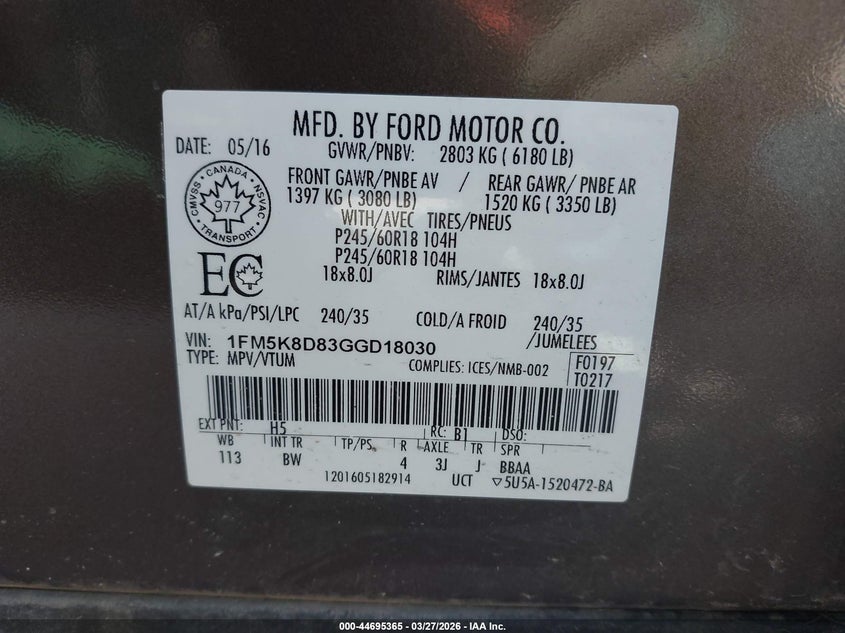 MFD. BY FORD MOTOR CO.
DATE: 05/16 GVWR/PNBV: 2803 KG ( 6180 LB)
FRONT GAWR/PNBE AV / REAR GAWR/ PNBE AR
1397 KG ( 3080 LB) 1520 KG ( 3350 LB)
WITH/AVEC TIRES/PNEUS
P245/60R18 104H
P245/60R18 104H
18x8.0J RIMS/JANTES 18x8.0J
CMVSS • CANADA • NSVAC
977
• TRANSPORT •
EC
AT/A kPa/PSI/LPC 240/35 COLD/A FROID 240/35
VIN: 1FM5K8D83GGD18030 /JUMELEES
TYPE: MPV/VTUM COMPLIES: ICES/NMB-002 F0197
T0217
EXT PNT: H5 RC: B1 DSO:
WB INT TR TP/PS R AXLE TR SPR
113 BW 4 3J J BBAA
1201605182914 UCT ▽5U5A-1520472-BA
000-44695365 | 03/27/2026 - IAA Inc.